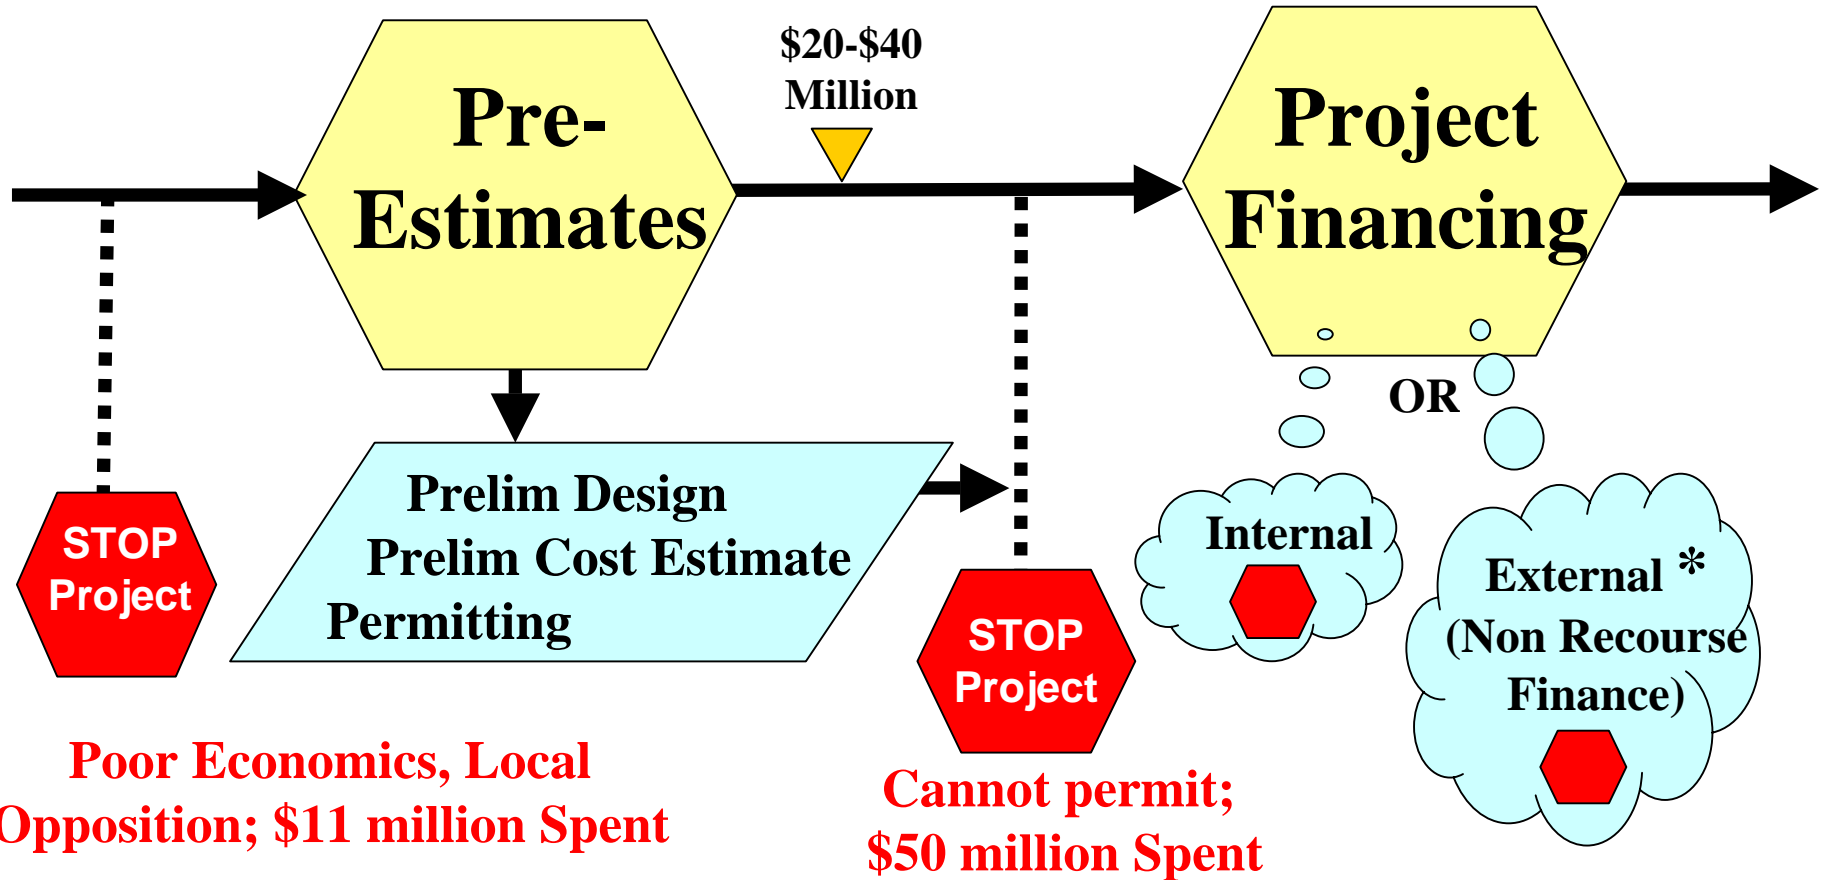 $20-$40
Million
Pre-
Estimates
Project
Financing
OR
Prelim Design
Prelim Cost Estimate
Permitting
STOP
Project
STOP
Project
Internal
External *
(Non Recourse
Finance)
Poor Economics, Local
Opposition; $11 million Spent
Cannot permit;
$50 million Spent